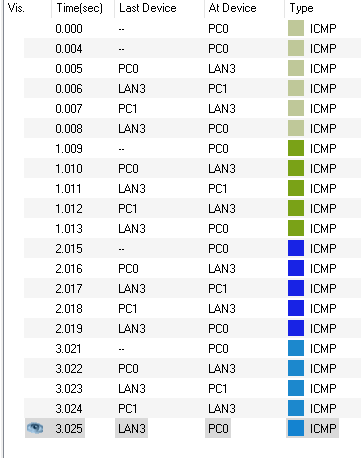 Vis. Time(sec) Last Device At Device Type
0.000 -- PC0 ICMP
0.004 -- PC0 ICMP
0.005 PC0 LAN3 ICMP
0.006 LAN3 PC1 ICMP
0.007 PC1 LAN3 ICMP
0.008 LAN3 PC0 ICMP
1.009 -- PC0 ICMP
1.010 PC0 LAN3 ICMP
1.011 LAN3 PC1 ICMP
1.012 PC1 LAN3 ICMP
1.013 LAN3 PC0 ICMP
2.015 -- PC0 ICMP
2.016 PC0 LAN3 ICMP
2.017 LAN3 PC1 ICMP
2.018 PC1 LAN3 ICMP
2.019 LAN3 PC0 ICMP
3.021 -- PC0 ICMP
3.022 PC0 LAN3 ICMP
3.023 LAN3 PC1 ICMP
3.024 PC1 LAN3 ICMP
3.025 LAN3 PC0 ICMP